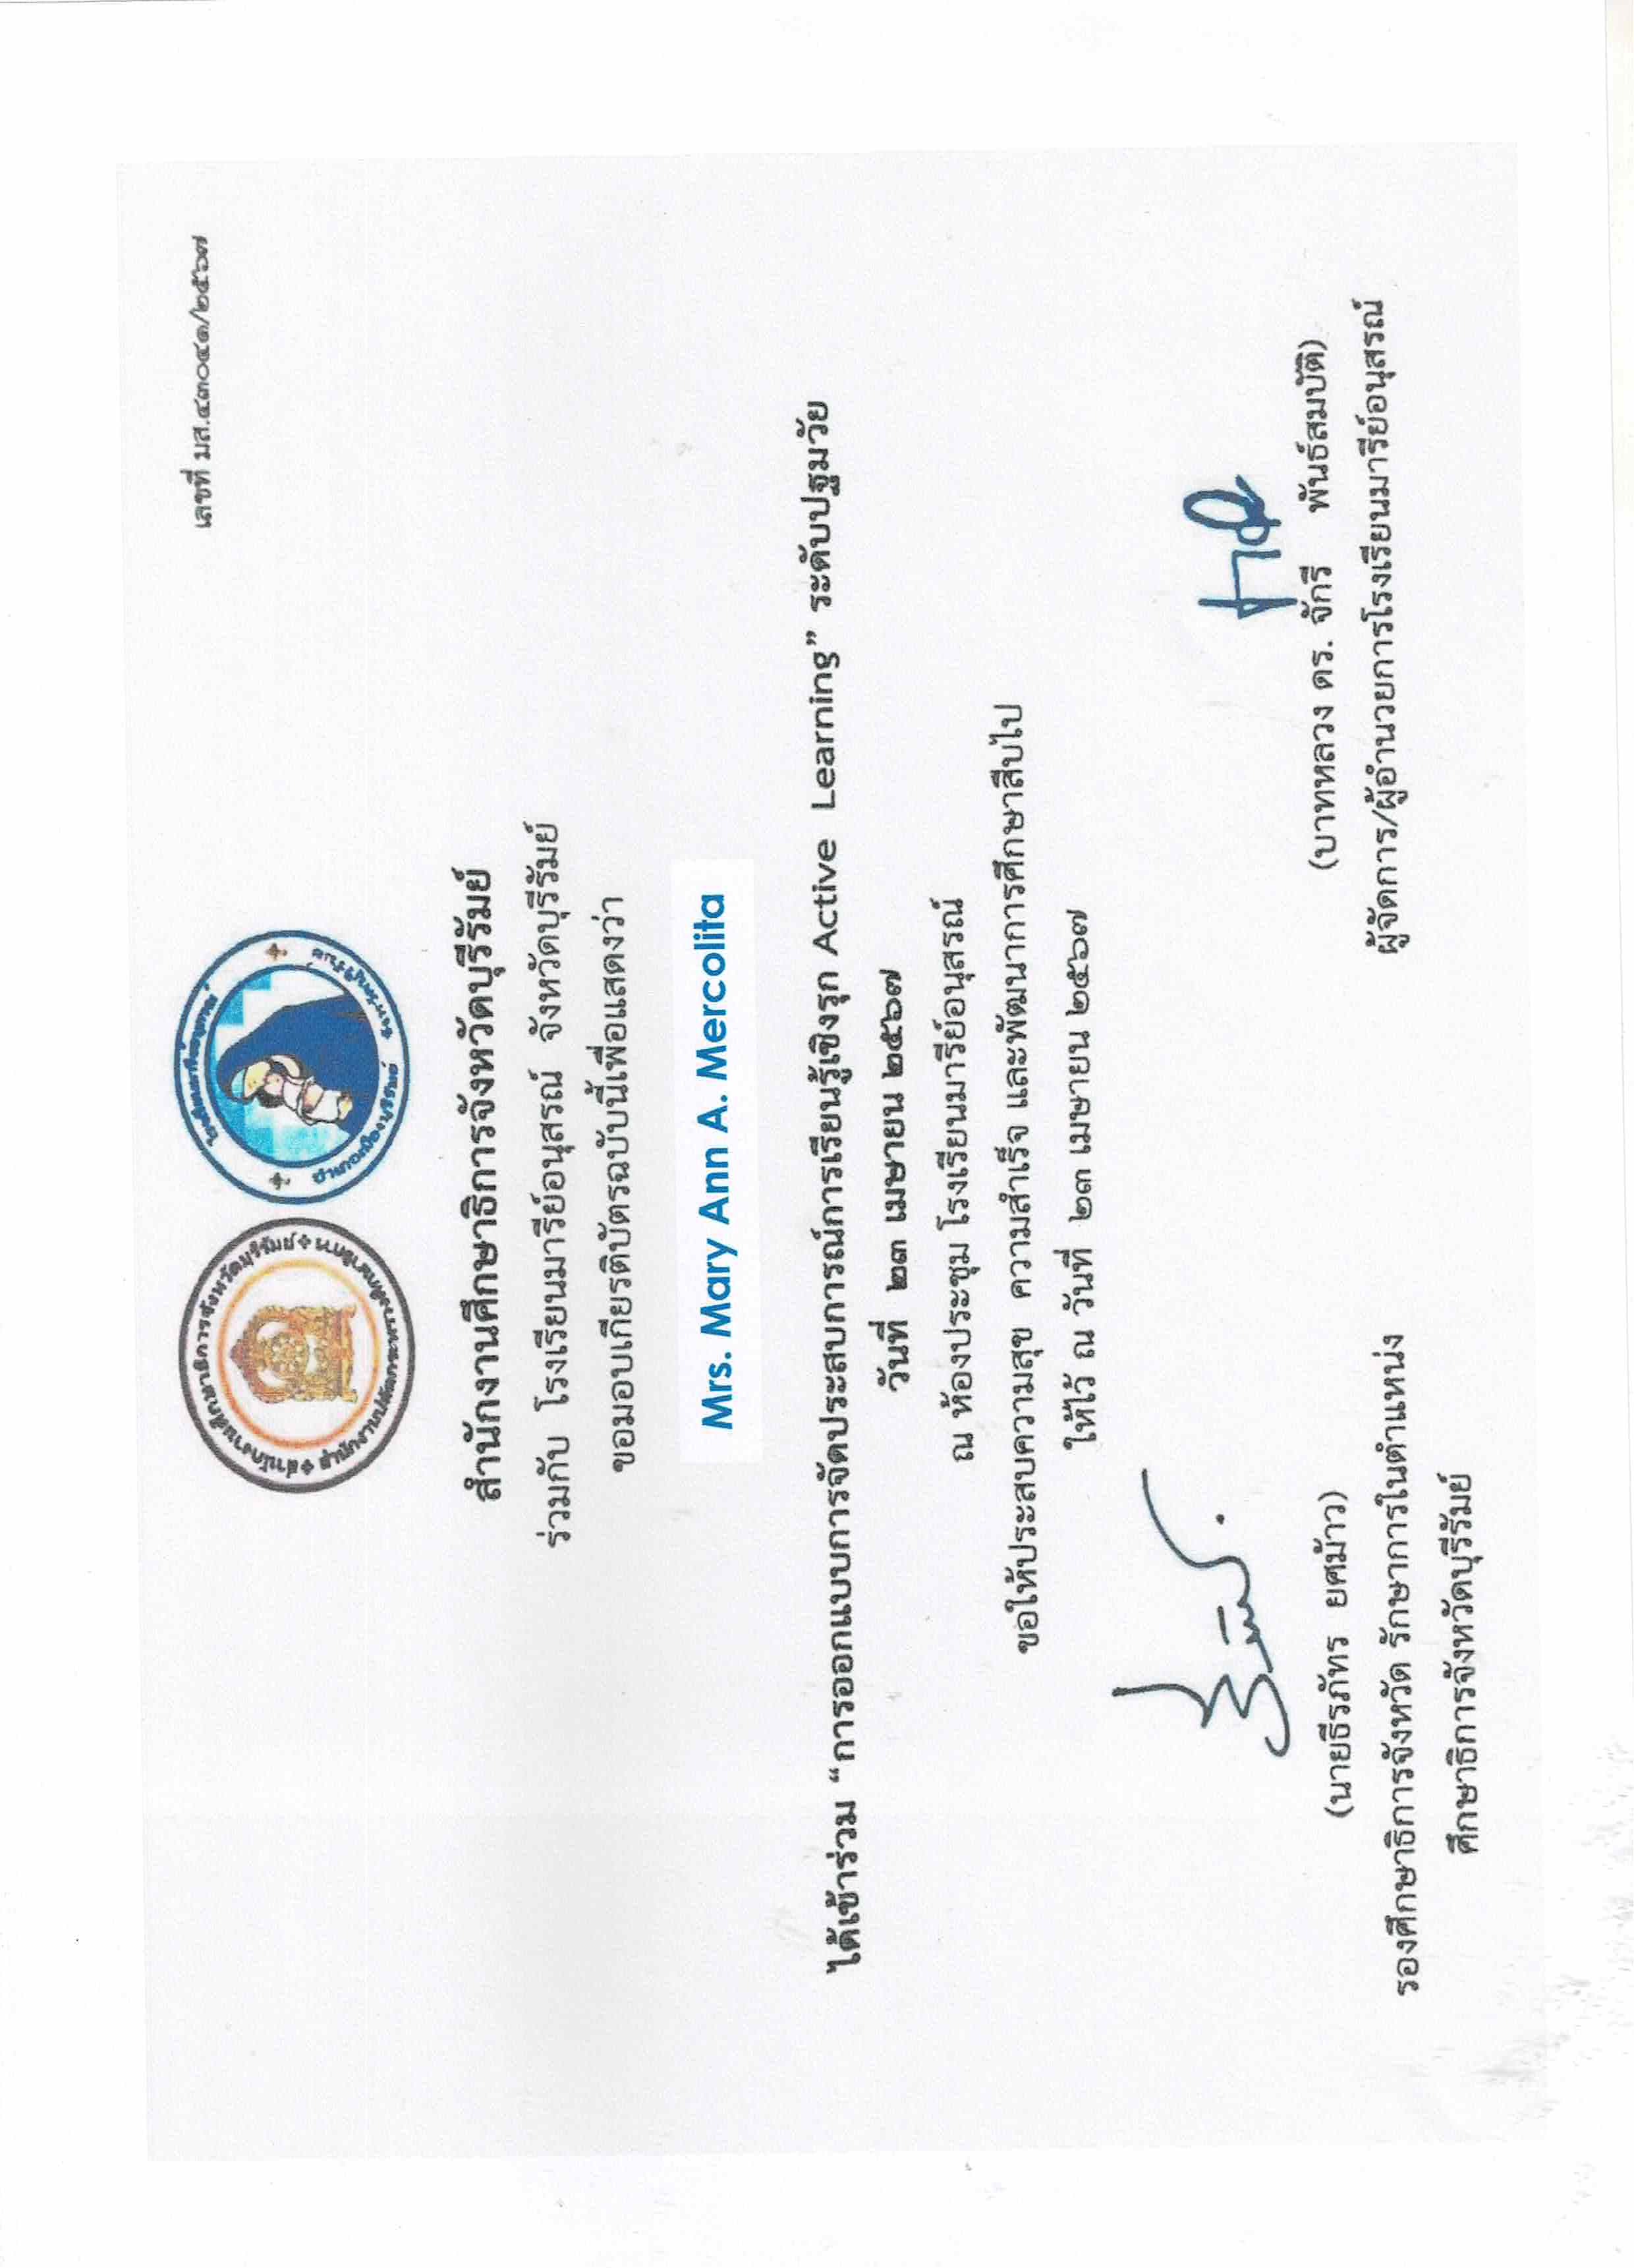 เลขที่ มส.๔๓๐๔๑/๒๕๖๗
สำนักงานศึกษาธิการจังหวัดบุรีรัมย์
ร่วมกับ โรงเรียนมารีย์อนุสรณ์ จังหวัดบุรีรัมย์
ขอมอบเกียรติบัตรฉบับนี้เพื่อแสดงว่า
Mrs. Mary Ann A. Mercolita
ได้เข้าร่วม “การออกแบบการจัดประสบการณ์การเรียนรู้เชิงรุก Active Learning” ระดับปฐมวัย
วันที่ ๒๓ เมษายน ๒๕๖๗
ณ ห้องประชุม โรงเรียนมารีย์อนุสรณ์
ขอให้ประสบความสุข ความสำเร็จ และพัฒนาการศึกษาสืบไป
ให้ไว้ ณ วันที่ ๒๓ เมษายน ๒๕๖๗
(นายธีรภัทร ยศม้าว)
รองศึกษาธิการจังหวัด รักษาการในตำแหน่ง
ศึกษาธิการจังหวัดบุรีรัมย์
(บาทหลวง ดร. จักรี พันธ์สมบัติ)
ผู้จัดการ/ผู้อำนวยการโรงเรียนมารีย์อนุสรณ์